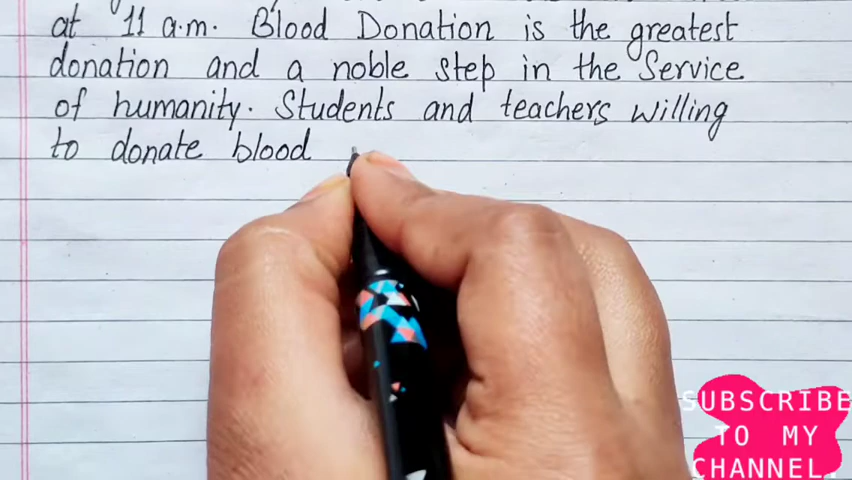 at 11 a.m. Blood Donation is the greatest
donation and a noble step in the Service
of humanity. Students and teachers willing
to donate blood
SUBSCRIBE
TO MY
CHANNEL.